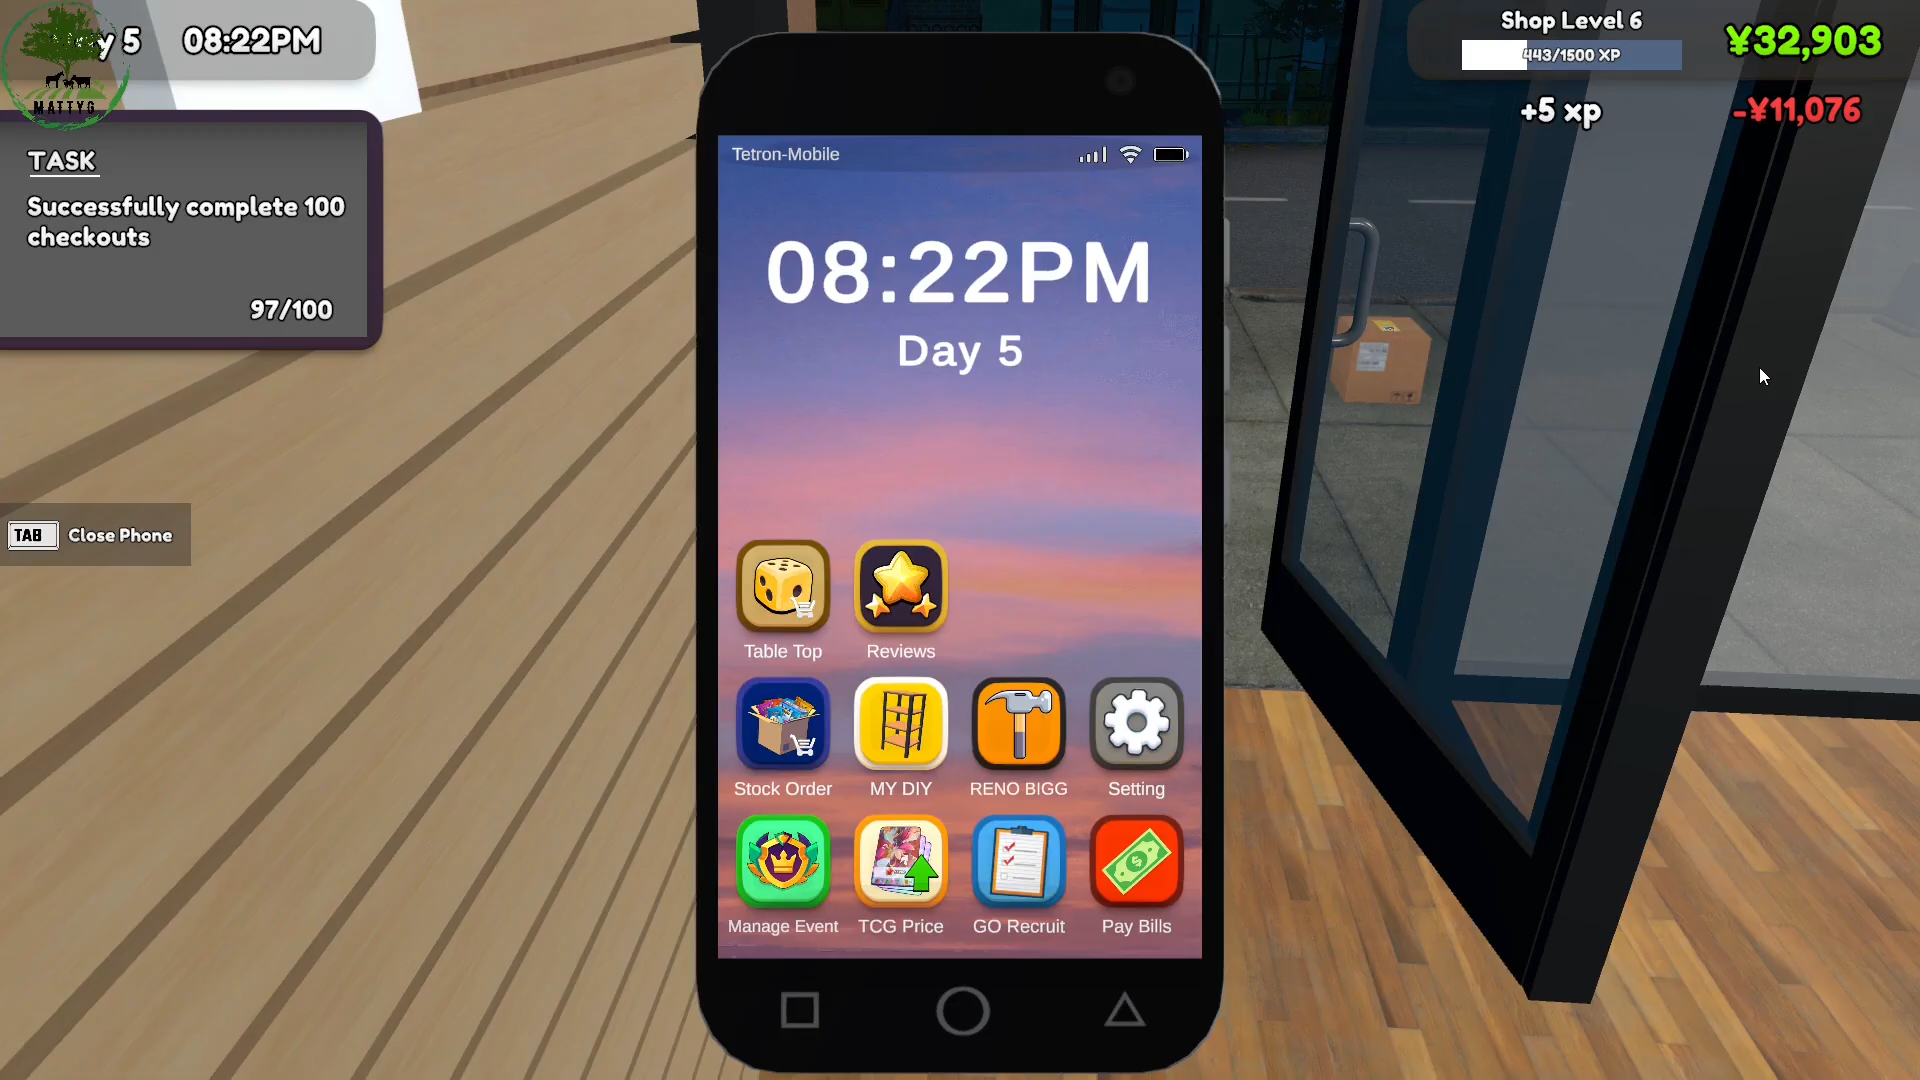 y 5 08:22PM
MATTYG
TASK
Successfully complete 100
checkouts
97/100
TAB Close Phone
Shop Level 6
443/1500 XP
¥32,903
+5 xp
-¥11,076
Tetron-Mobile
08:22PM
Day 5
Table Top
Reviews
Stock Order
MY DIY
RENO BIGG
Setting
Manage Event
TCG Price
GO Recruit
Pay Bills